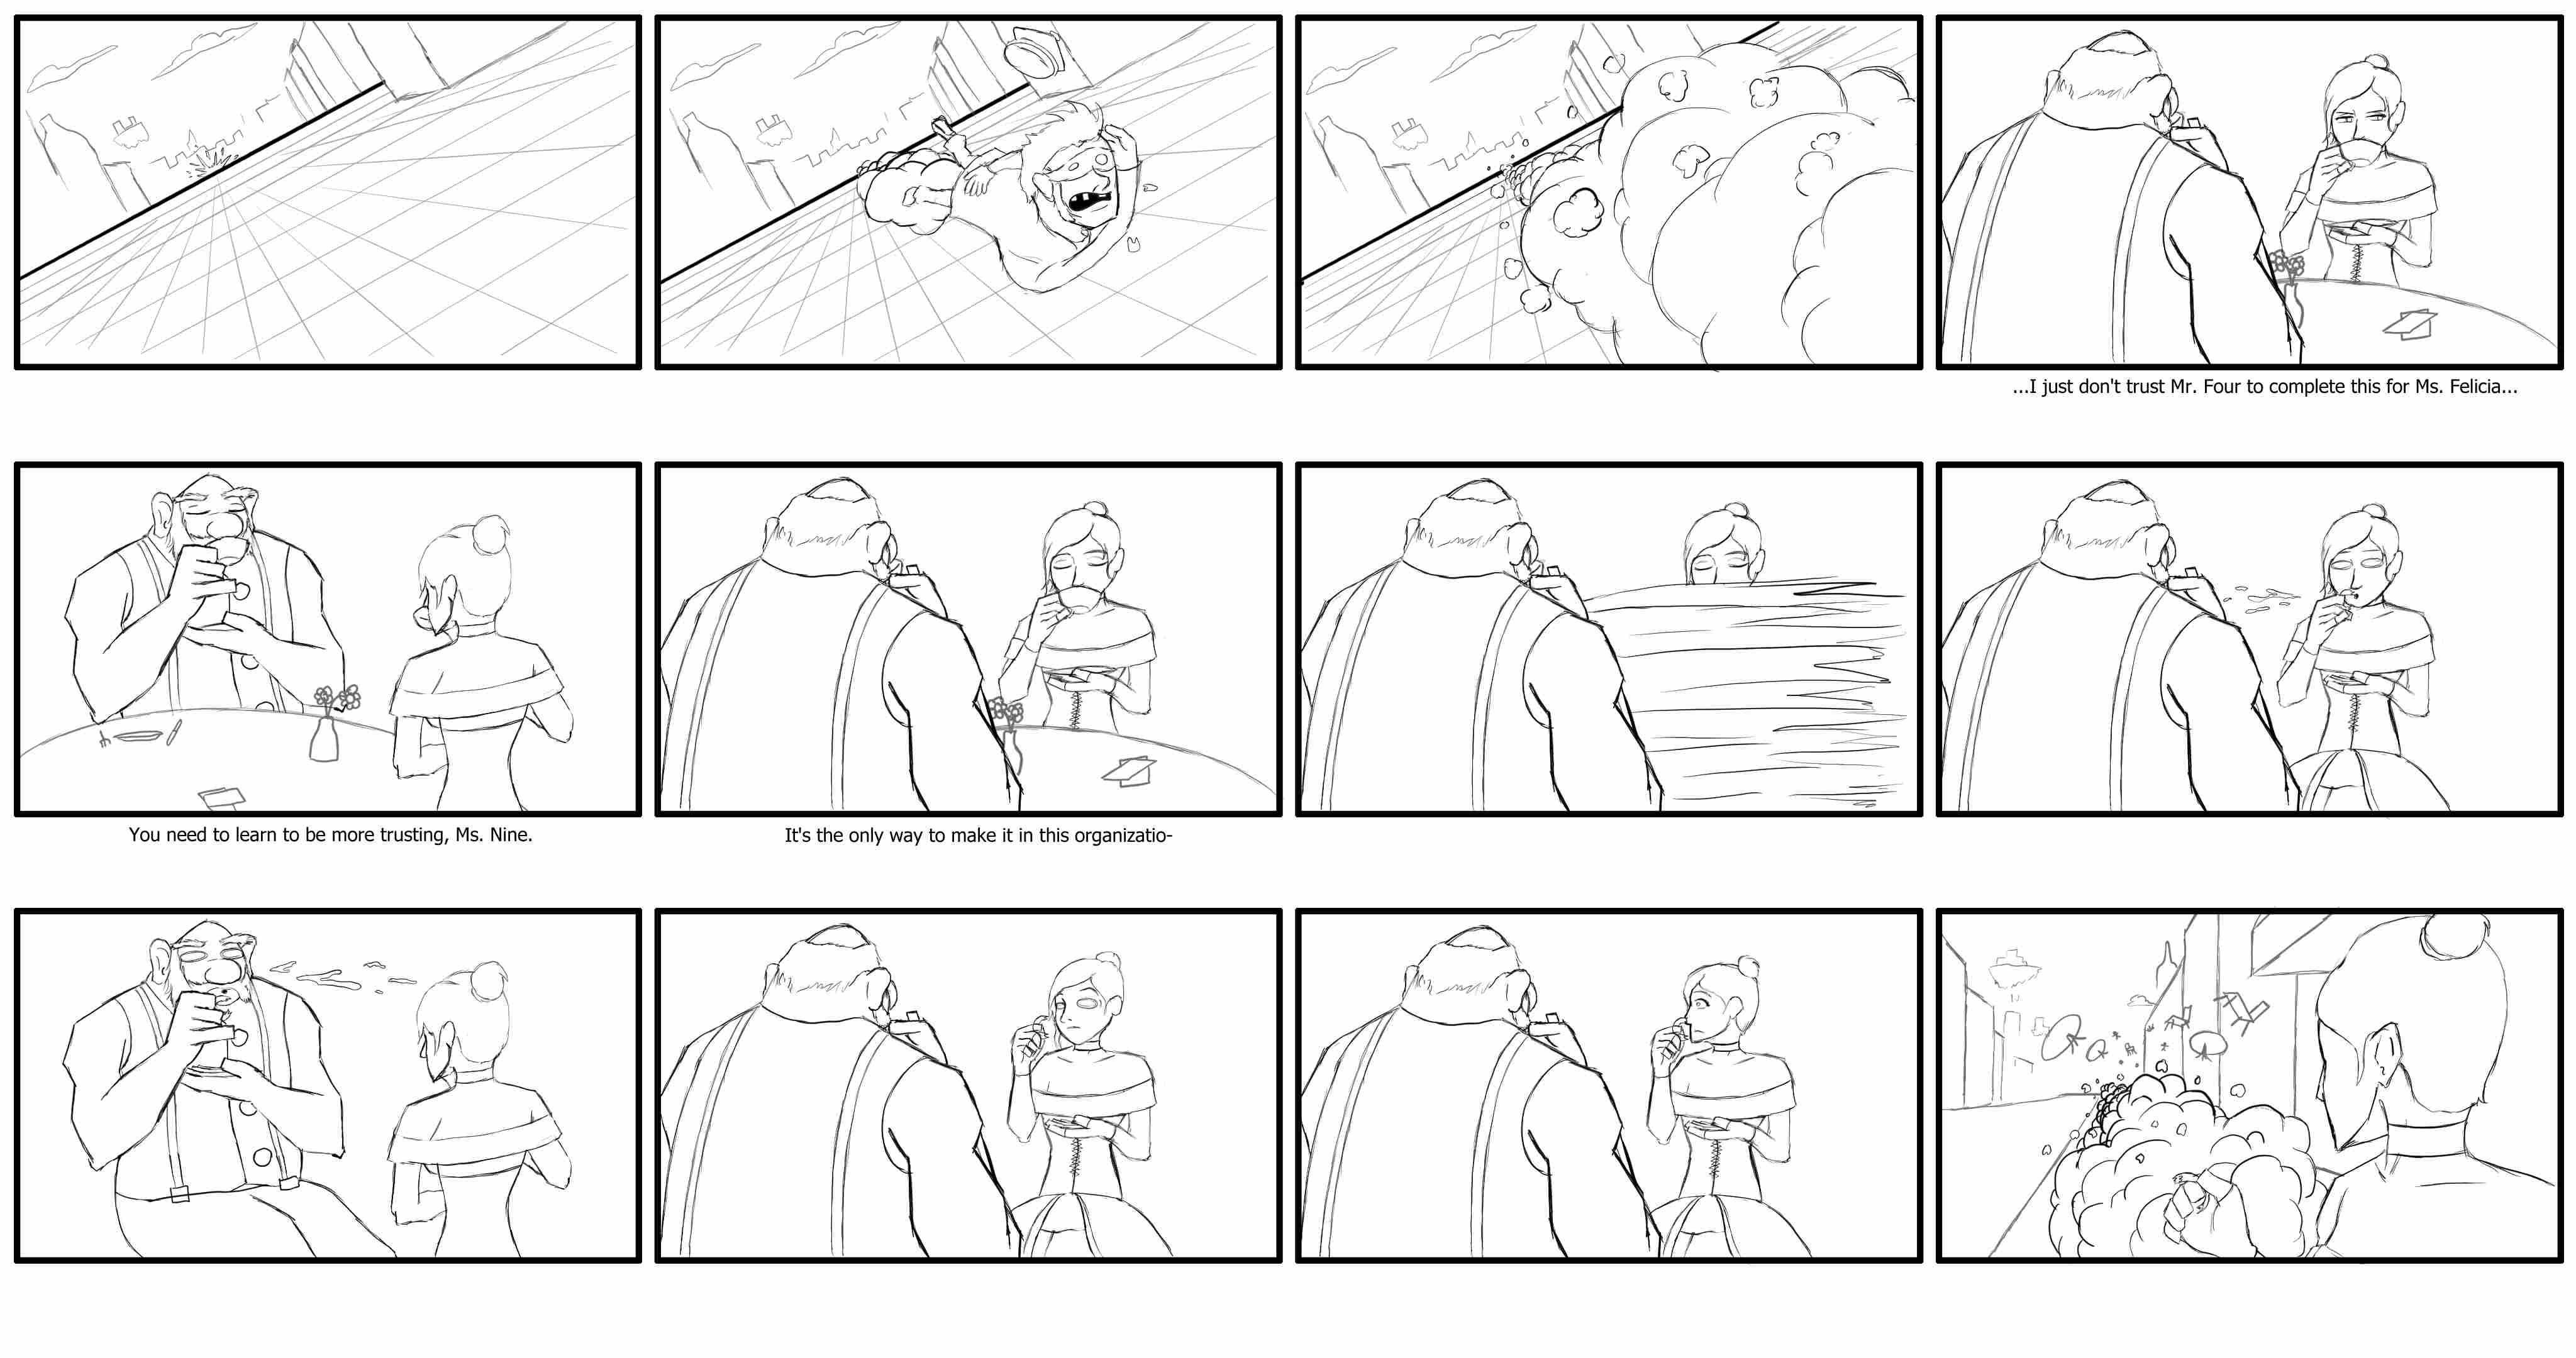 ...I just don't trust Mr. Four to complete this for Ms. Felicia...
You need to learn to be more trusting, Ms. Nine.
It's the only way to make it in this organizatio-